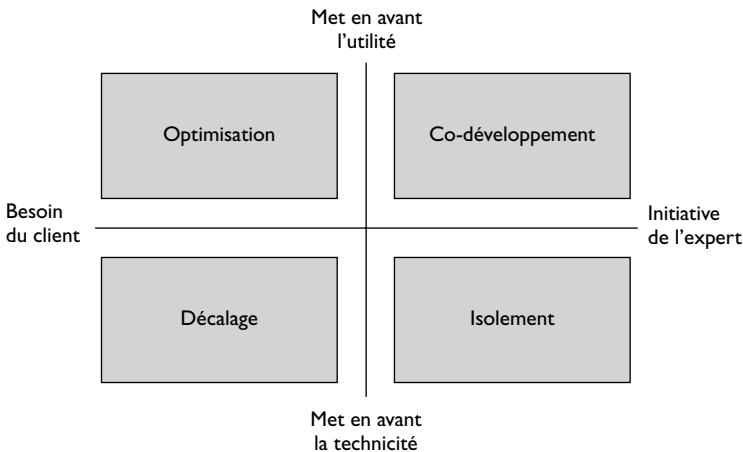 Met en avant
l’utilité
Optimisation
Co-développement
Besoin
du client
Initiative
de l’expert
Décalage
Isolement
Met en avant
la technicité